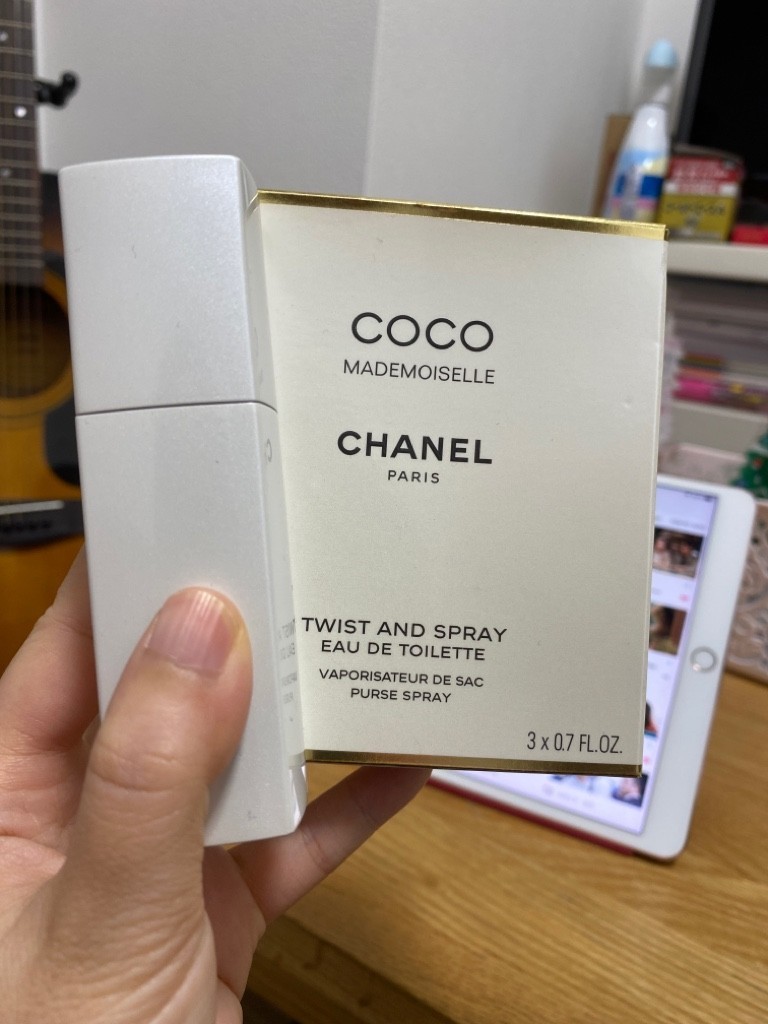 COCO
MADEMOISELLE
CHANEL
PARIS
TWIST AND SPRAY
EAU DE TOILETTE
VAPORISATEUR DE SAC
PURSE SPRAY
3 x 0.7 FL.OZ.